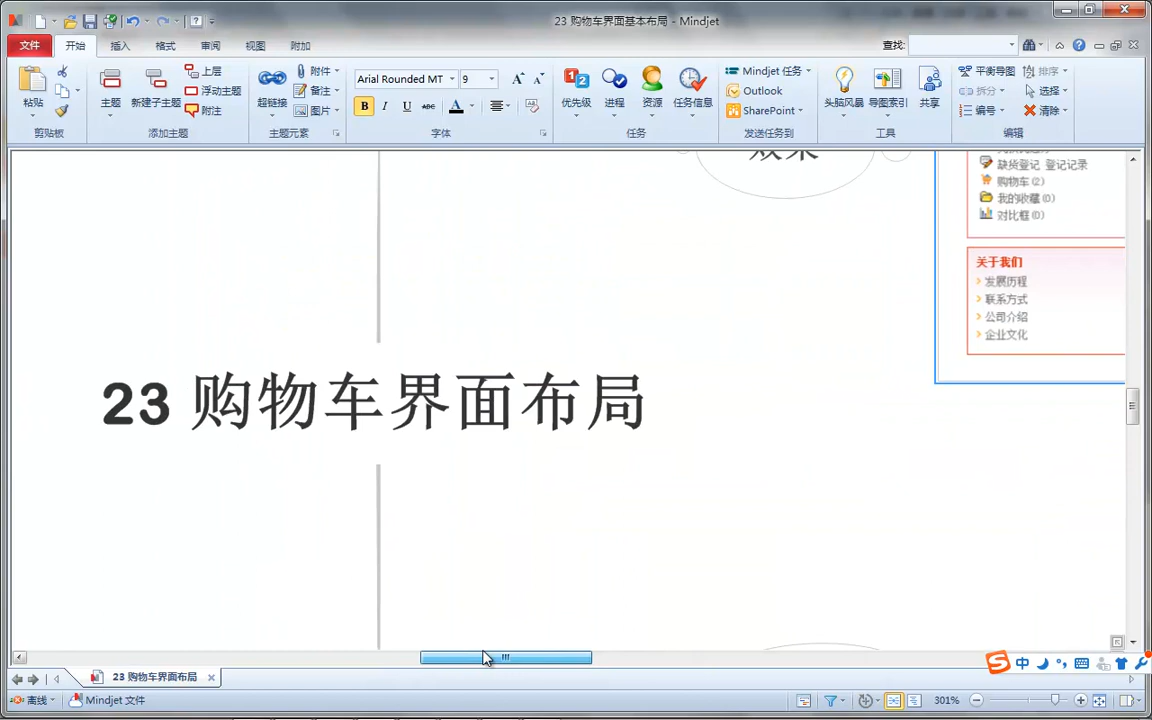 23 购物车界面基本布局 - Mindjet
文件 开始 插入 格式 审阅 视图 附加 查找:
粘贴
剪贴板
主题
新建子主题
上层
浮动主题
附注
添加主题
超链接
附件
备注
图片
主题元素
Arial Rounded MT 9
B I U ABC A
字体
优先级
进程
资源
任务信息
任务
Mindjet 任务
Outlook
SharePoint
发送任务到
头脑风暴
导图索引
共享
工具
平衡导图
拆分
编号
排序
选择
清除
编辑
效果
缺货登记 登记记录
购物车(2)
我的收藏(0)
对比框(0)
关于我们
发展历程
联系方式
公司介绍
企业文化
23 购物车界面布局
23 购物车界面布局
中
离线 Mindjet 文件 301%